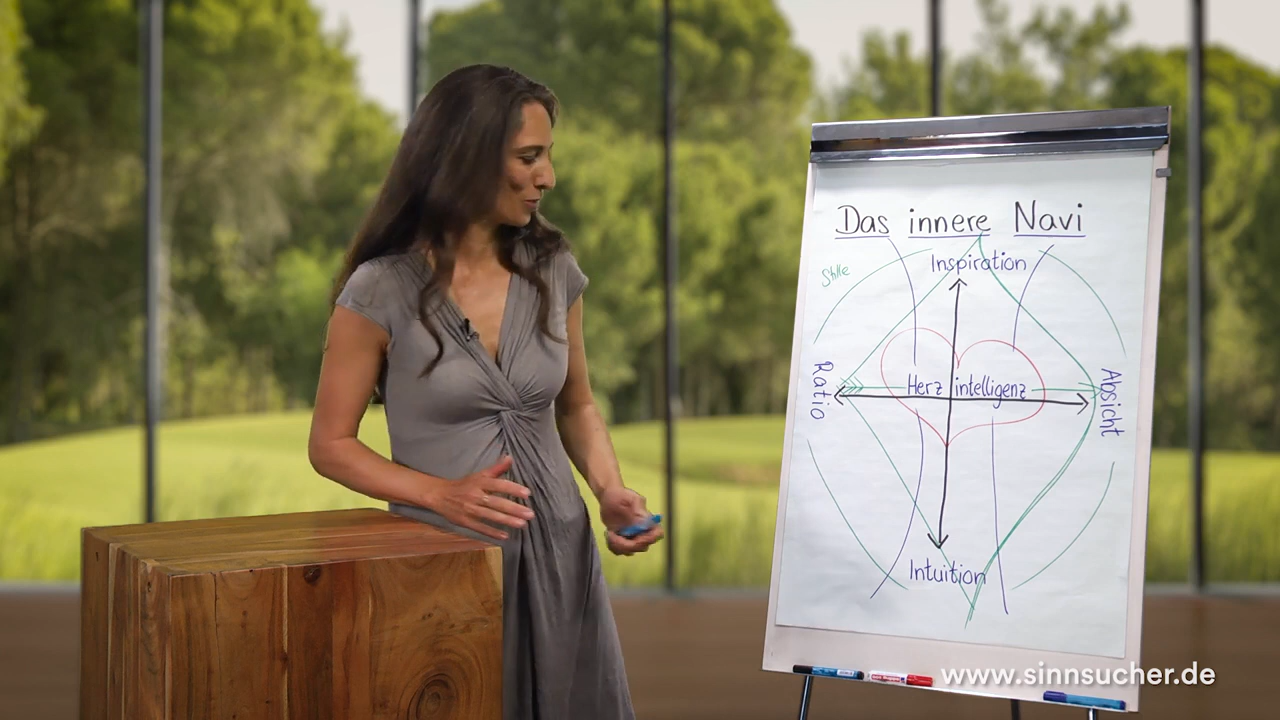 Das innere Navi
Stille
Inspiration
Ratio
Herz intelligenz
Absicht
Intuition
www.sinnsucher.de